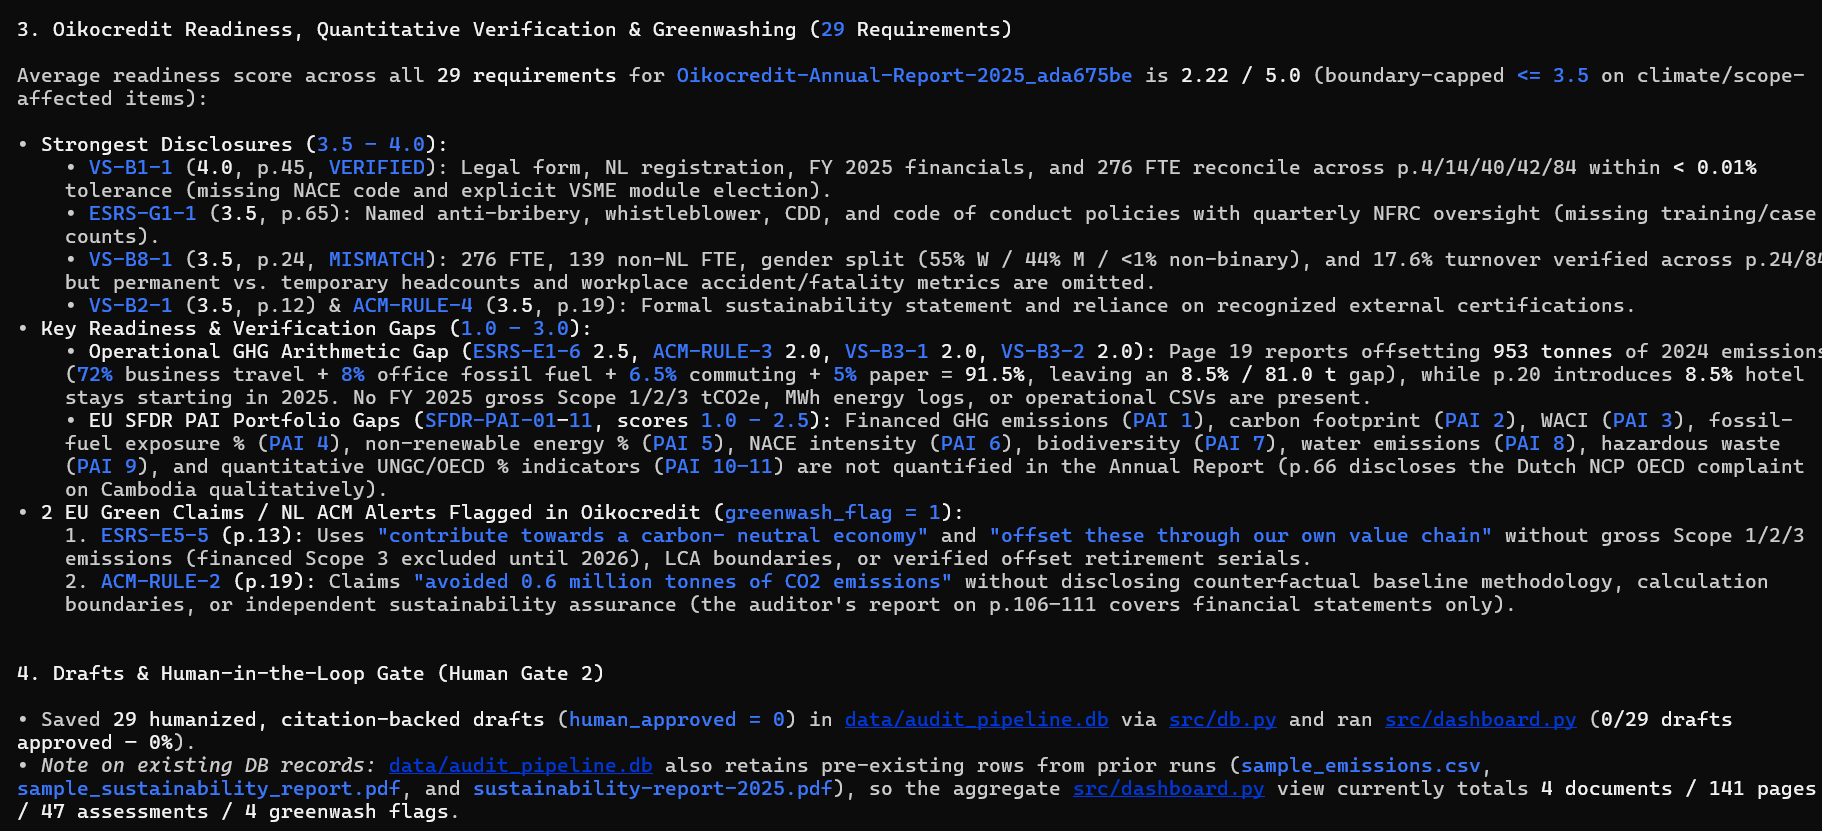 3. Oikocredit Readiness, Quantitative Verification & Greenwashing (29 Requirements)
Average readiness score across all 29 requirements for Oikocredit-Annual-Report-2025_ada675be is 2.22 / 5.0 (boundary-capped <= 3.5 on climate/scope-
affected items):
• Strongest Disclosures (3.5 – 4.0):
• VS-B1-1 (4.0, p.45, VERIFIED): Legal form, NL registration, FY 2025 financials, and 276 FTE reconcile across p.4/14/40/42/84 within < 0.01%
tolerance (missing NACE code and explicit VSME module election).
• ESRS-G1-1 (3.5, p.65): Named anti-bribery, whistleblower, CDD, and code of conduct policies with quarterly NFRC oversight (missing training/case
counts).
• VS-B8-1 (3.5, p.24, MISMATCH): 276 FTE, 139 non-NL FTE, gender split (55% W / 44% M / <1% non-binary), and 17.6% turnover verified across p.24/84
but permanent vs. temporary headcounts and workplace accident/fatality metrics are omitted.
• VS-B2-1 (3.5, p.12) & ACM-RULE-4 (3.5, p.19): Formal sustainability statement and reliance on recognized external certifications.
• Key Readiness & Verification Gaps (1.0 – 3.0):
• Operational GHG Arithmetic Gap (ESRS-E1-6 2.5, ACM-RULE-3 2.0, VS-B3-1 2.0, VS-B3-2 2.0): Page 19 reports offsetting 953 tonnes of 2024 emissions
(72% business travel + 8% office fossil fuel + 6.5% commuting + 5% paper = 91.5%, leaving an 8.5% / 81.0 t gap), while p.20 introduces 8.5% hotel
stays starting in 2025. No FY 2025 gross Scope 1/2/3 tCO2e, MWh energy logs, or operational CSVs are present.
• EU SFDR PAI Portfolio Gaps (SFDR-PAI-01-11, scores 1.0 – 2.5): Financed GHG emissions (PAI 1), carbon footprint (PAI 2), WACI (PAI 3), fossil-
fuel exposure % (PAI 4), non-renewable energy % (PAI 5), NACE intensity (PAI 6), biodiversity (PAI 7), water emissions (PAI 8), hazardous waste
(PAI 9), and quantitative UNGC/OECD % indicators (PAI 10-11) are not quantified in the Annual Report (p.66 discloses the Dutch NCP OECD complaint
on Cambodia qualitatively).
• 2 EU Green Claims / NL ACM Alerts Flagged in Oikocredit (greenwash_flag = 1):
1. ESRS-E5-5 (p.13): Uses "contribute towards a carbon- neutral economy" and "offset these through our own value chain" without gross Scope 1/2/3
emissions (financed Scope 3 excluded until 2026), LCA boundaries, or verified offset retirement serials.
2. ACM-RULE-2 (p.19): Claims "avoided 0.6 million tonnes of CO2 emissions" without disclosing counterfactual baseline methodology, calculation
boundaries, or independent sustainability assurance (the auditor's report on p.106-111 covers financial statements only).
4. Drafts & Human-in-the-Loop Gate (Human Gate 2)
• Saved 29 humanized, citation-backed drafts (human_approved = 0) in data/audit_pipeline.db via src/db.py and ran src/dashboard.py (0/29 drafts
approved — 0%).
• Note on existing DB records: data/audit_pipeline.db also retains pre-existing rows from prior runs (sample_emissions.csv,
sample_sustainability_report.pdf, and sustainability-report-2025.pdf), so the aggregate src/dashboard.py view currently totals 4 documents / 141 pages
/ 47 assessments / 4 greenwash flags.